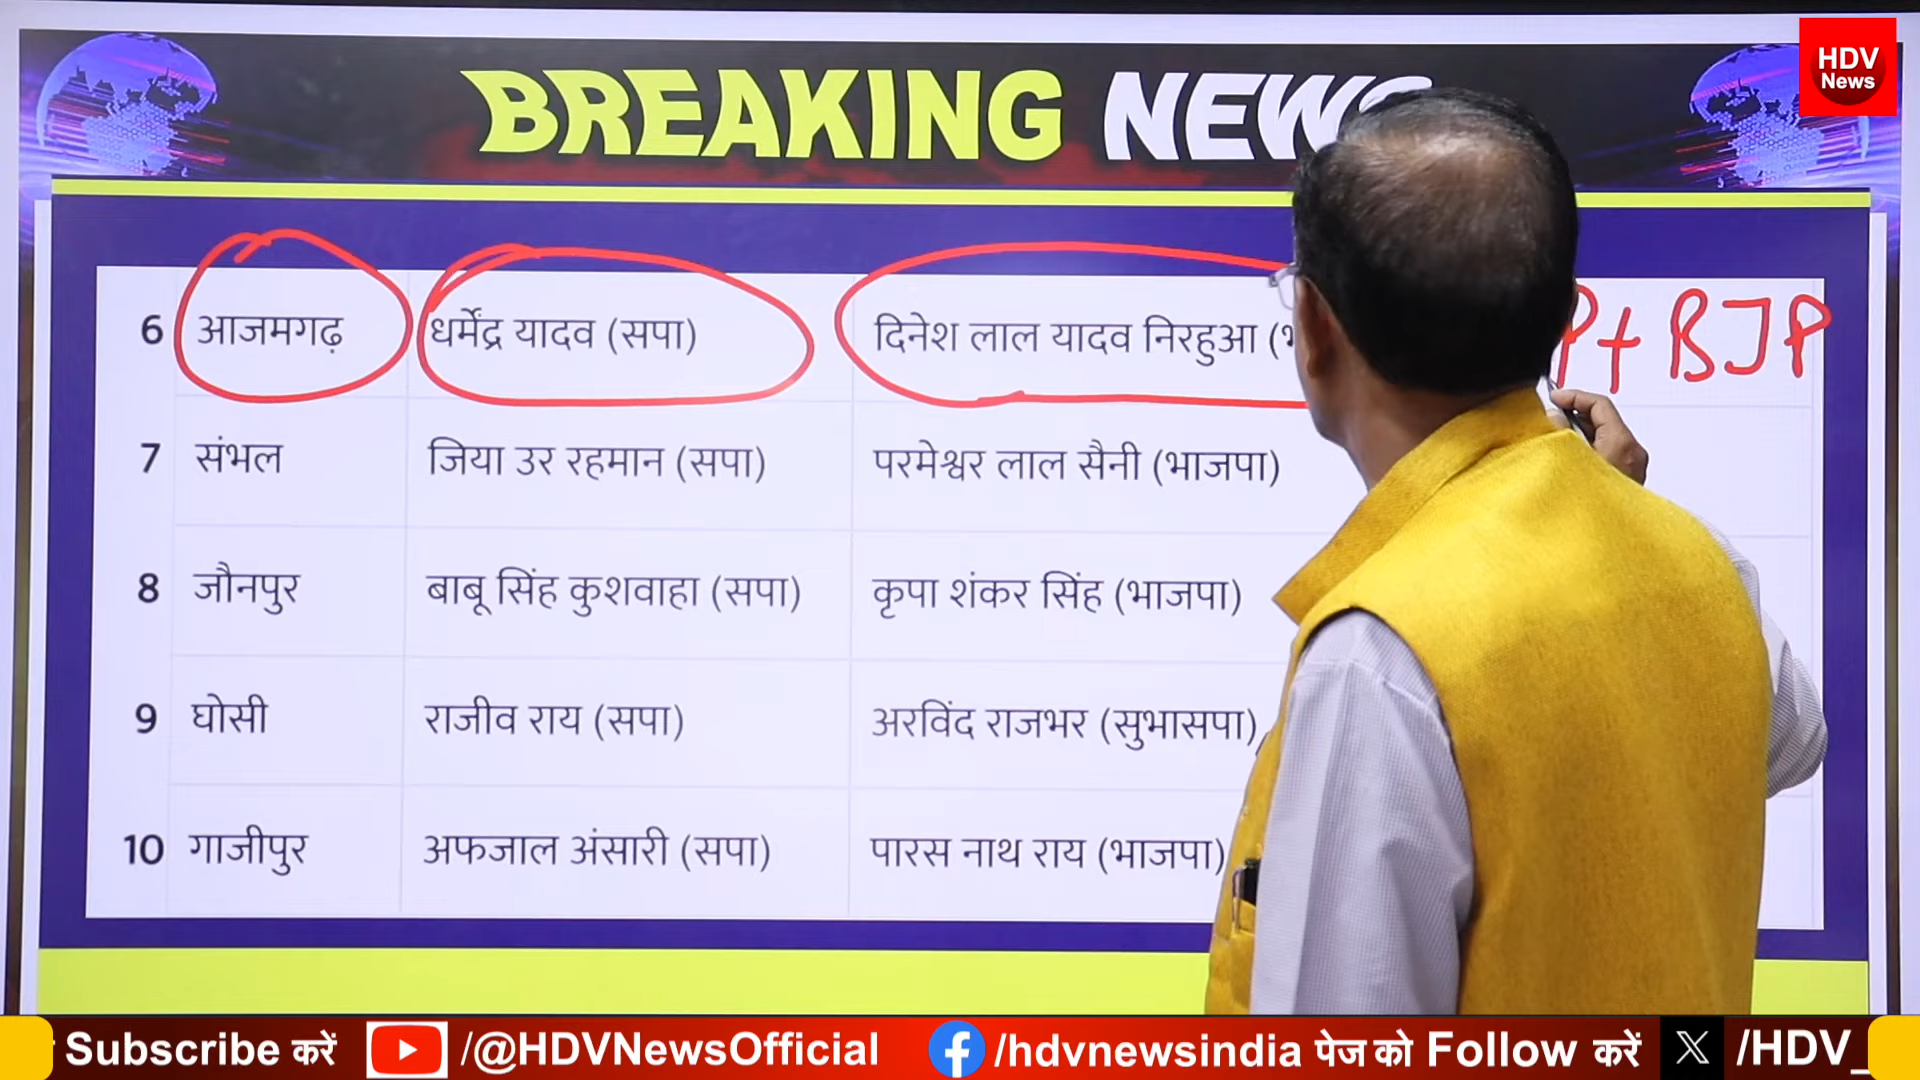 HDV
News
BREAKING NEWS
6 आजमगढ़ धर्मेंद्र यादव (सपा) दिनेश लाल यादव निरहुआ ( P + BJP
7 संभल जिया उर रहमान (सपा) परमेश्वर लाल सैनी (भाजपा)
8 जौनपुर बाबू सिंह कुशवाहा (सपा) कृपा शंकर सिंह (भाजपा)
9 घोसी राजीव राय (सपा) अरविंद राजभर (सुभासपा)
10 गाजीपुर अफजाल अंसारी (सपा) पारस नाथ राय (भाजपा)
Subscribe करें /@HDVNewsOfficial /hdvnewsindia पेज को Follow करें X /HDV_